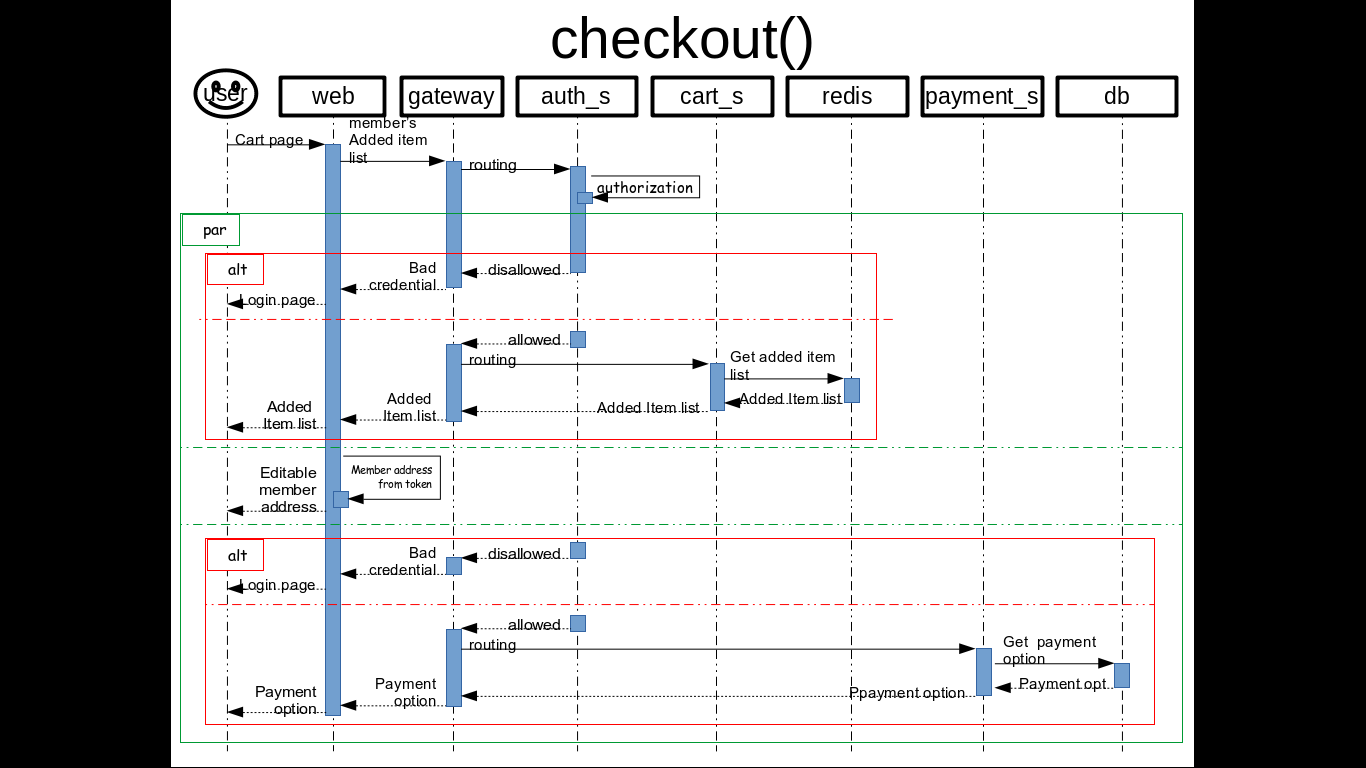 checkout()
user
web
gateway
auth_s
cart_s
redis
payment_s
db
Cart page
member's
Added item
list
routing
authorization
par
alt
Bad
credential
disallowed
Login page
allowed
routing
Get added item
list
Added
Item list
Added
Item list
Added Item list
Added Item list
Editable
member
address
Member address
from token
alt
Bad
credential
disallowed
Login page
allowed
routing
Get payment
option
Payment
option
Payment
option
Ppayment option
Payment opt